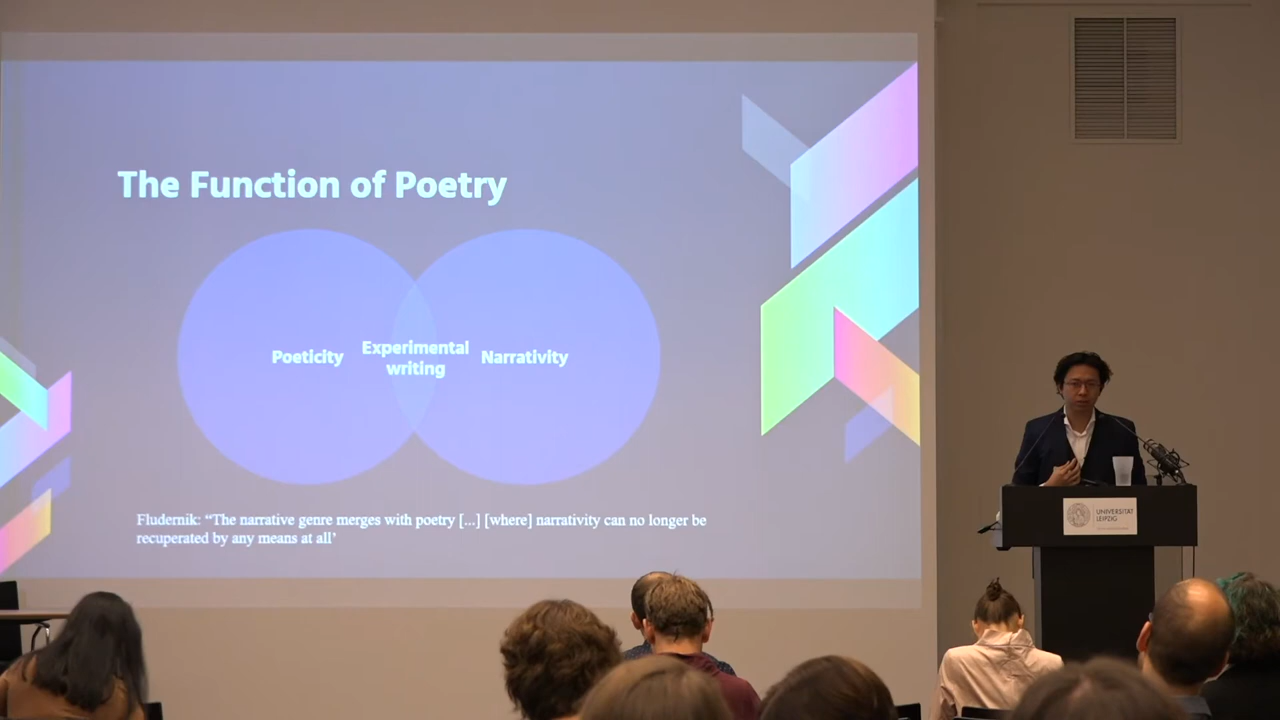 The Function of Poetry
Poeticity
Experimental
writing
Narrativity
Fludernik: “The narrative genre merges with poetry [...] [where] narrativity can no longer be
recuperated by any means at all’
UNIVERSITÄT
LEIPZIG